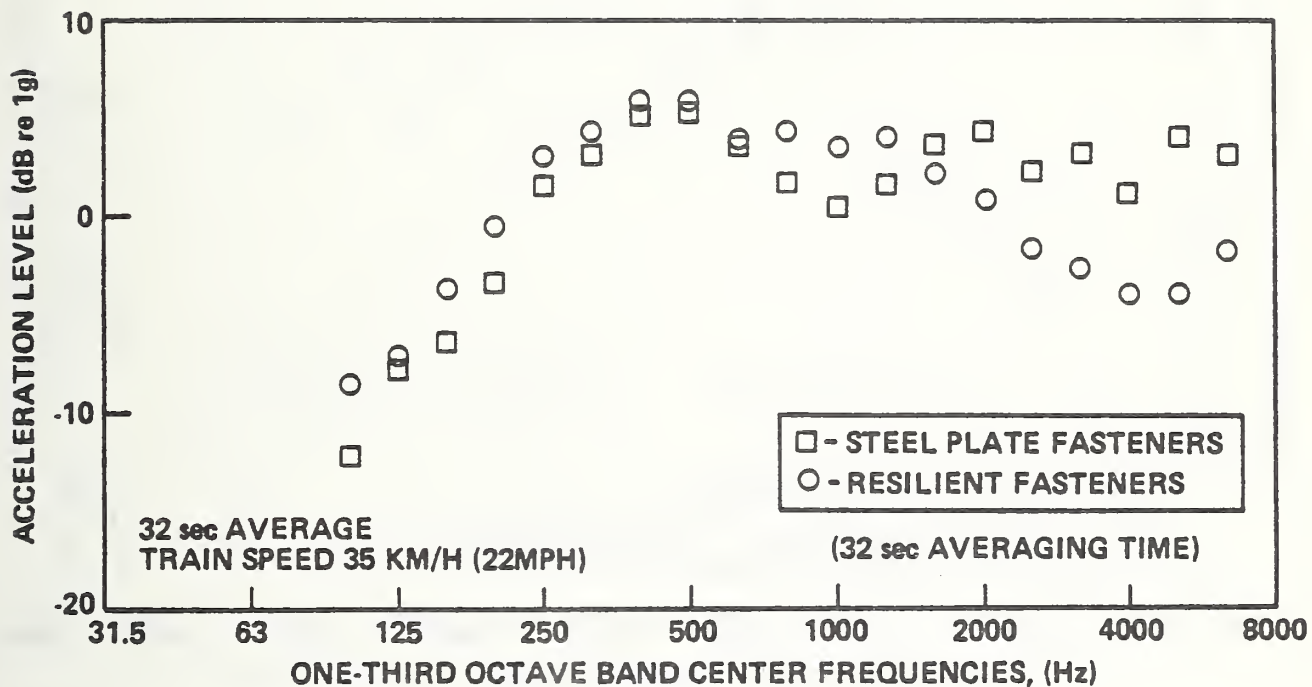 10
0
-10
-20
ACCELERATION LEVEL (dB re 1g)
□ - STEEL PLATE FASTENERS
○ - RESILIENT FASTENERS
32 sec AVERAGE
TRAIN SPEED 35 KM/H (22MPH)
(32 sec AVERAGING TIME)
31.5 63 125 250 500 1000 2000 4000 8000
ONE-THIRD OCTAVE BAND CENTER FREQUENCIES, (Hz)